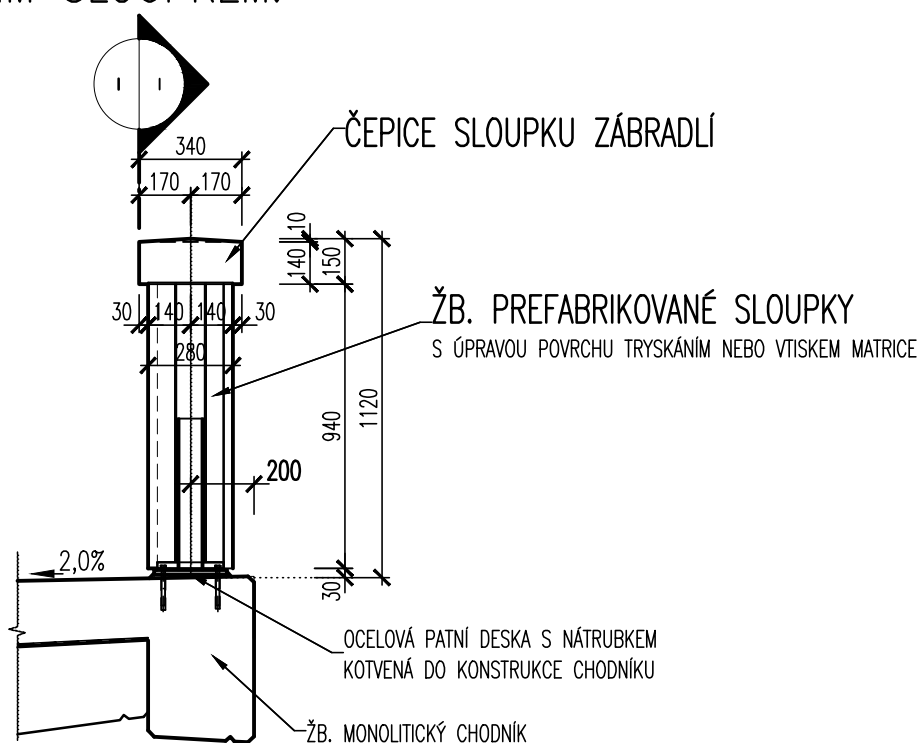 340
ČEPICE SLOUPKU ZÁBRADLÍ
170 170
10
140 150
30 140 140 30
ŽB. PREFABRIKOVANÉ SLOUPKY
S ÚPRAVOU POVRCHU TRYSKÁNÍM NEBO VTISKEM MATRICE
280
940 1120
200
2,0%
30
OCELOVÁ PATNÍ DESKA S NÁTRUBKEM
KOTVENÁ DO KONSTRUKCE CHODNÍKU
ŽB. MONOLITICKÝ CHODNÍK